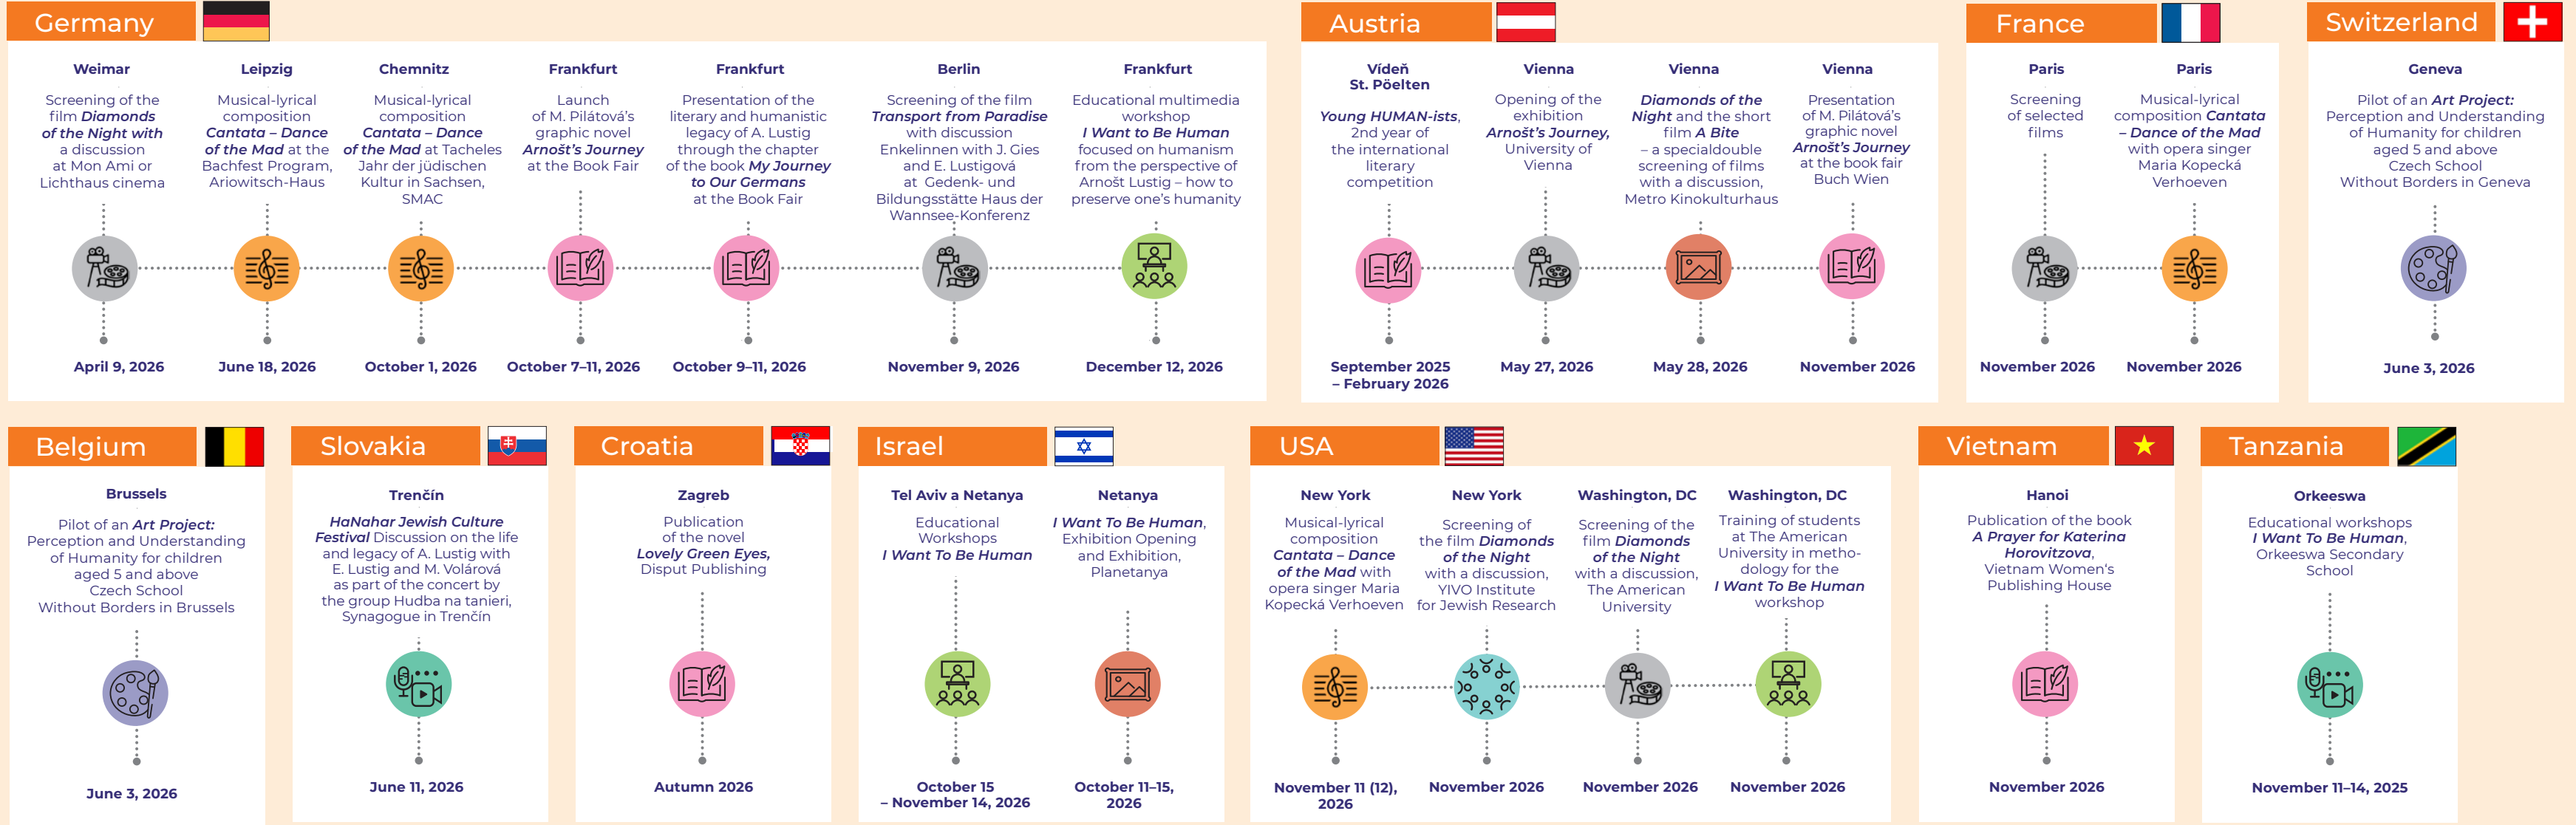 Germany
Weimar
Screening of the
film Diamonds
of the Night with
a discussion
at Mon Ami or
Lichthaus cinema
April 9, 2026
Leipzig
Musical-lyrical
composition
Cantata – Dance
of the Mad at the
Bachfest Program,
Ariowitsch-Haus
June 18, 2026
Chemnitz
Musical-lyrical
composition
Cantata – Dance
of the Mad at Tacheles
Jahr der jüdischen
Kultur in Sachsen,
SMAC
October 1, 2026
Frankfurt
Launch
of M. Pilátová’s
graphic novel
Arnošt’s Journey
at the Book Fair
October 7–11, 2026
Frankfurt
Presentation of the
literary and humanistic
legacy of A. Lustig
through the chapter
of the book My Journey
to Our Germans
at the Book Fair
October 9–11, 2026
Berlin
Screening of the film
Transport from Paradise
with discussion
Enkelinnen with J. Gies
and E. Lustigová
at Gedenk- und
Bildungsstätte Haus der
Wannsee-Konferenz
November 9, 2026
Frankfurt
Educational multimedia
workshop
I Want to Be Human
focused on humanism
from the perspective of
Arnošt Lustig – how to
preserve one’s humanity
December 12, 2026
Austria
Vídeň
St. Pöelten
Young HUMAN-ists,
2nd year of
the international
literary
competition
September 2025
– February 2026
Vienna
Opening of the
exhibition
Arnošt’s Journey,
University of
Vienna
May 27, 2026
Vienna
Diamonds of the
Night and the short
film A Bite
– a specialdouble
screening of films
with a discussion,
Metro Kinokulturhaus
May 28, 2026
Vienna
Presentation
of M. Pilátová’s
graphic novel
Arnošt’s Journey
at the book fair
Buch Wien
November 2026
France
Paris
Screening
of selected
films
November 2026
Paris
Musical-lyrical
composition Cantata
– Dance of the Mad
with opera singer
Maria Kopecká
Verhoeven
November 2026
Switzerland
Geneva
Pilot of an Art Project:
Perception and Understanding
of Humanity for children
aged 5 and above
Czech School
Without Borders in Geneva
June 3, 2026
Belgium
Brussels
Pilot of an Art Project:
Perception and Understanding
of Humanity for children
aged 5 and above
Czech School
Without Borders in Brussels
June 3, 2026
Slovakia
Trenčín
HaNahar Jewish Culture
Festival Discussion on the life
and legacy of A. Lustig with
E. Lustig and M. Volárová
as part of the concert by
the group Hudba na tanieri,
Synagogue in Trenčín
June 11, 2026
Croatia
Zagreb
Publication
of the novel
Lovely Green Eyes,
Disput Publishing
Autumn 2026
Israel
Tel Aviv a Netanya
Educational
Workshops
I Want To Be Human
October 15
– November 14, 2026
Netanya
I Want To Be Human,
Exhibition Opening
and Exhibition,
Planetanya
October 11–15,
2026
USA
New York
Musical-lyrical
composition
Cantata – Dance
of the Mad with
opera singer Maria
Kopecká Verhoeven
November 11 (12),
2026
New York
Screening of
the film Diamonds
of the Night
with a discussion,
YIVO Institute
for Jewish Research
November 2026
Washington, DC
Screening of the
film Diamonds
of the Night
with a discussion,
The American
University
November 2026
Washington, DC
Training of students
at The American
University in metho-
dology for the
I Want To Be Human
workshop
November 2026
Vietnam
Hanoi
Publication of the book
A Prayer for Katerina
Horovitzova,
Vietnam Women‘s
Publishing House
November 2026
Tanzania
Orkeeswa
Educational workshops
I Want To Be Human,
Orkeeswa Secondary
School
November 11–14, 2025